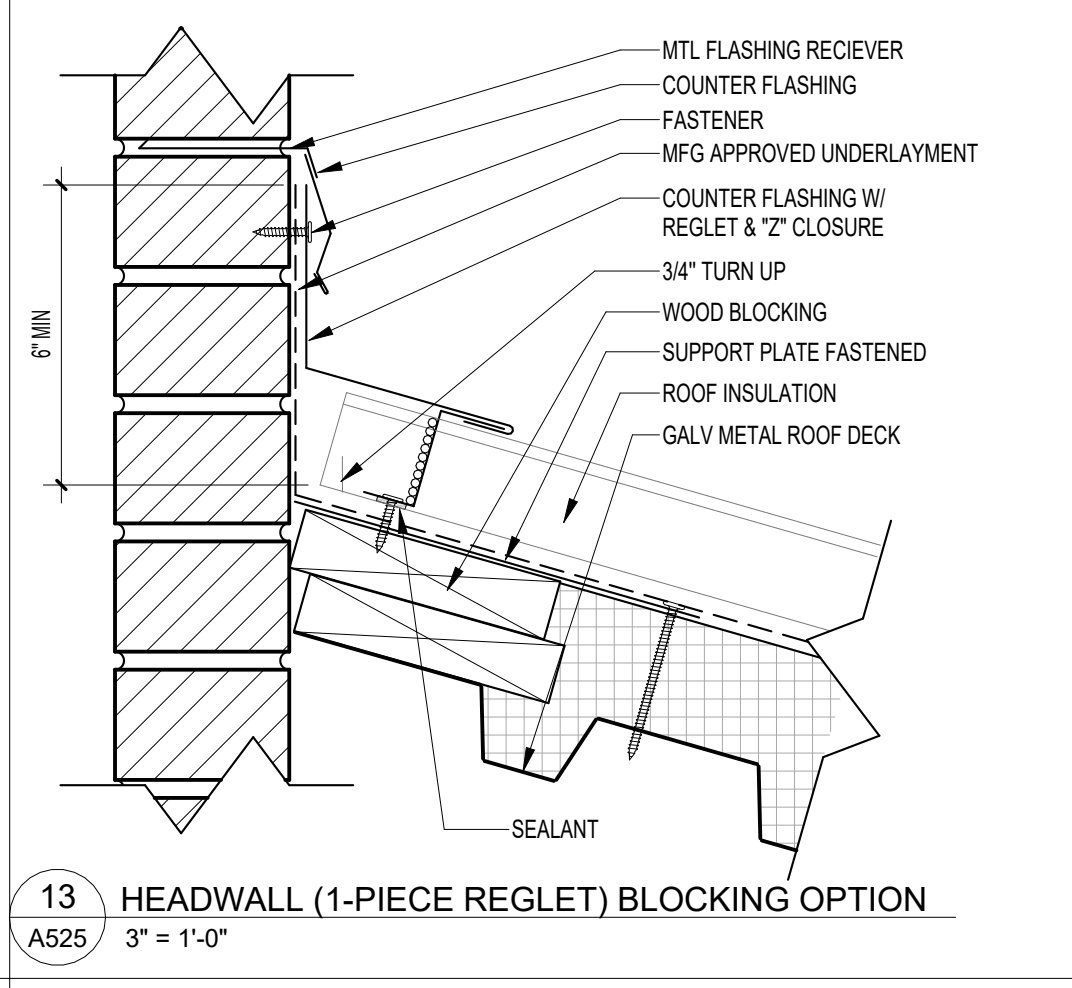 MTL FLASHING RECIEVER
COUNTER FLASHING
FASTENER
MFG APPROVED UNDERLAYMENT
COUNTER FLASHING W/
REGLET & "Z" CLOSURE
3/4" TURN UP
WOOD BLOCKING
SUPPORT PLATE FASTENED
ROOF INSULATION
GALV METAL ROOF DECK
6" MIN
SEALANT
13 HEADWALL (1-PIECE REGLET) BLOCKING OPTION
A525 3" = 1'-0"